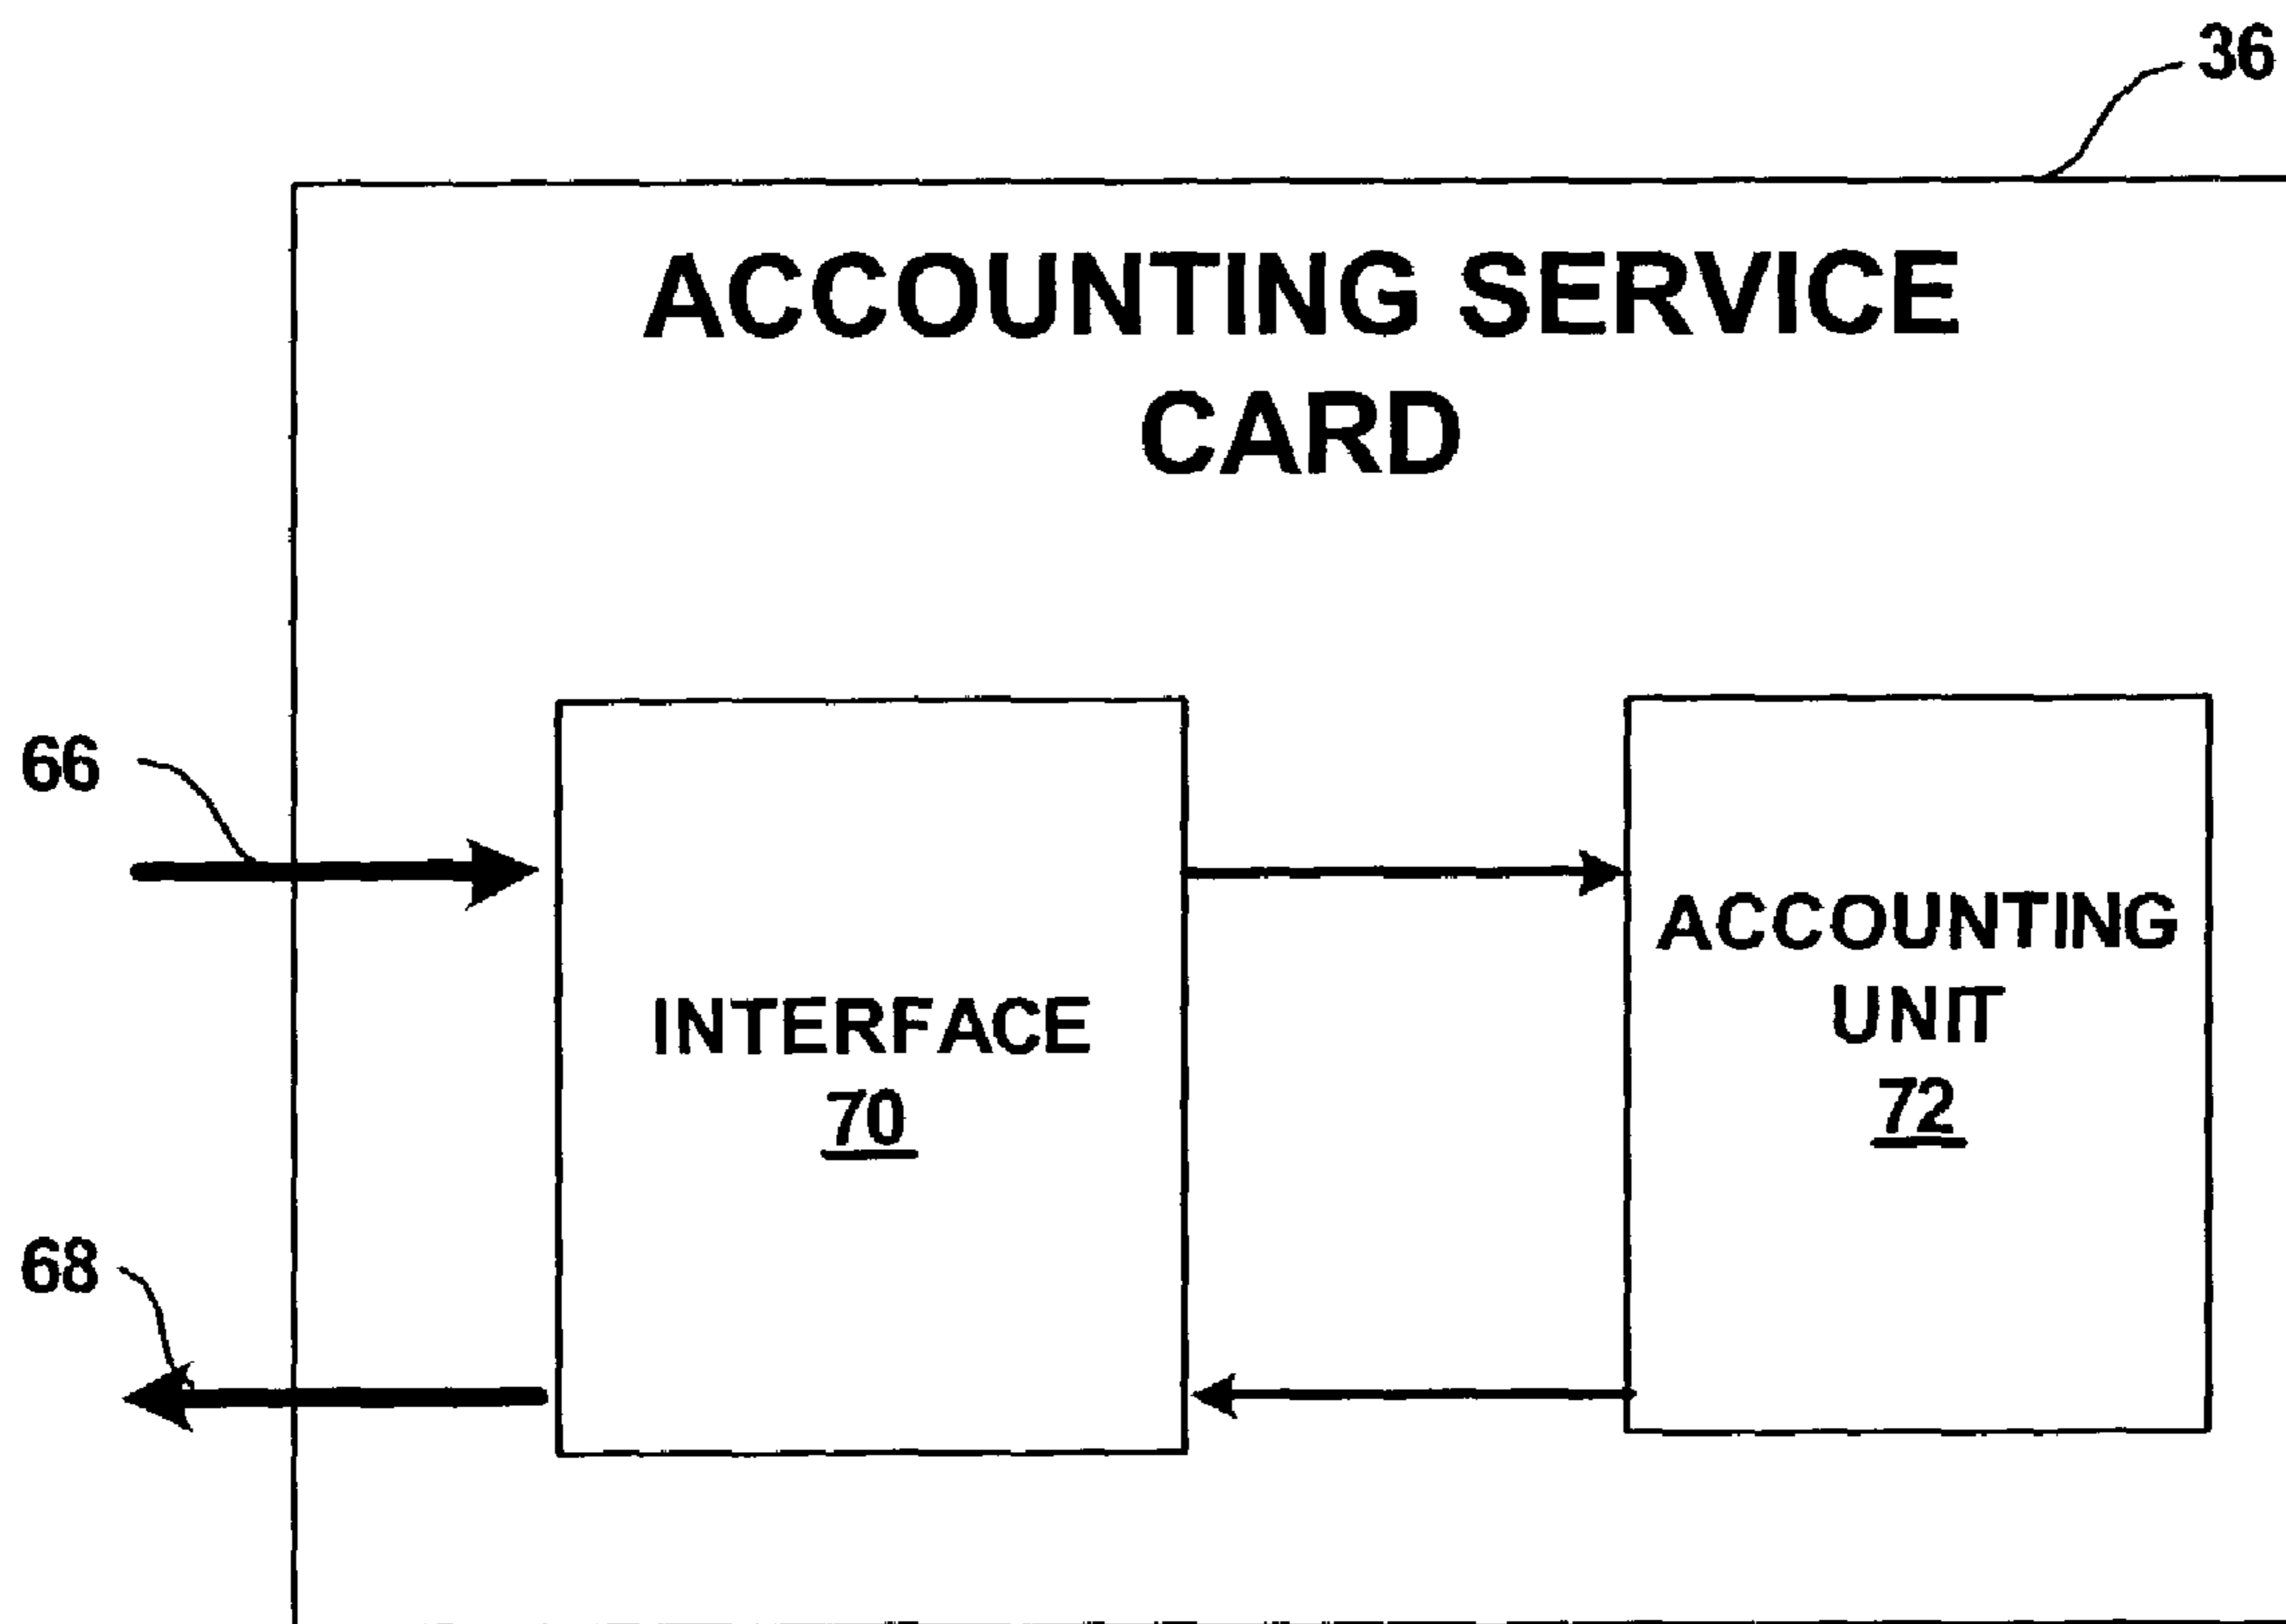 36
ACCOUNTING SERVICE
CARD
66
INTERFACE
70
ACCOUNTING
UNIT
72
68